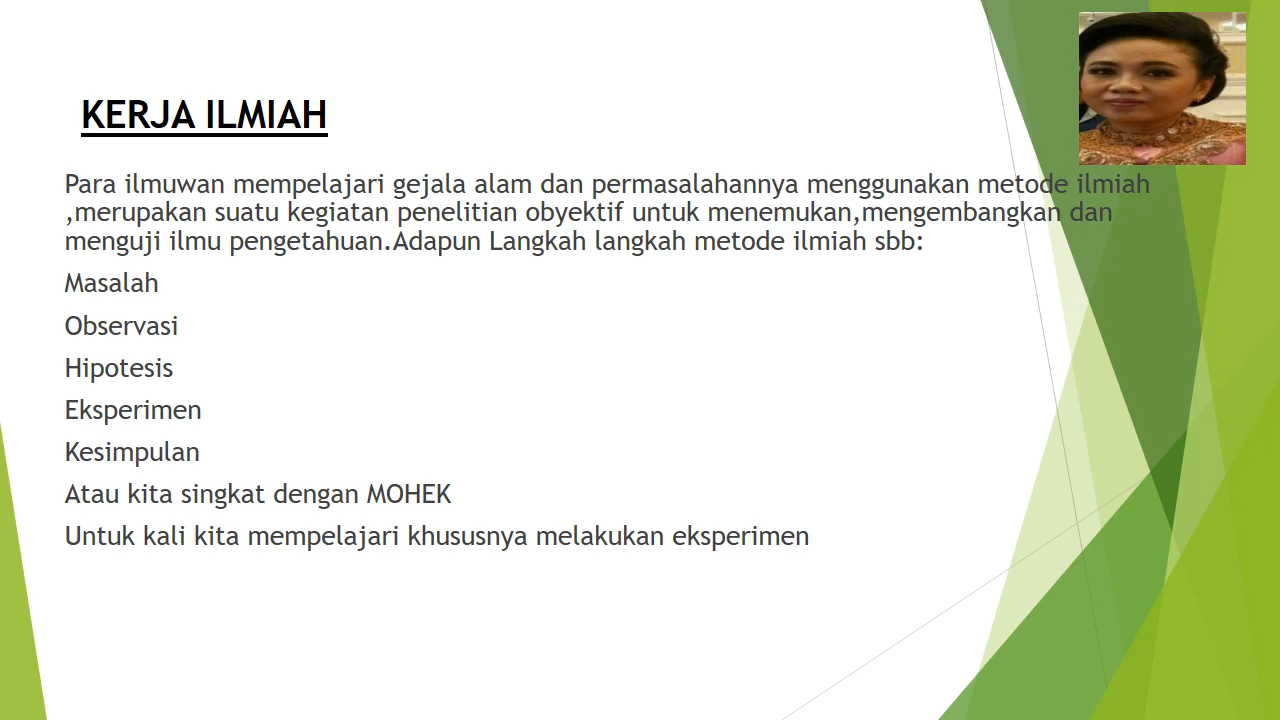 KERJA ILMIAH
Para ilmuwan mempelajari gejala alam dan permasalahannya menggunakan metode ilmiah
,merupakan suatu kegiatan penelitian obyektif untuk menemukan,mengembangkan dan
menguji ilmu pengetahuan.Adapun Langkah langkah metode ilmiah sbb:
Masalah
Observasi
Hipotesis
Eksperimen
Kesimpulan
Atau kita singkat dengan MOHEK
Untuk kali kita mempelajari khususnya melakukan eksperimen